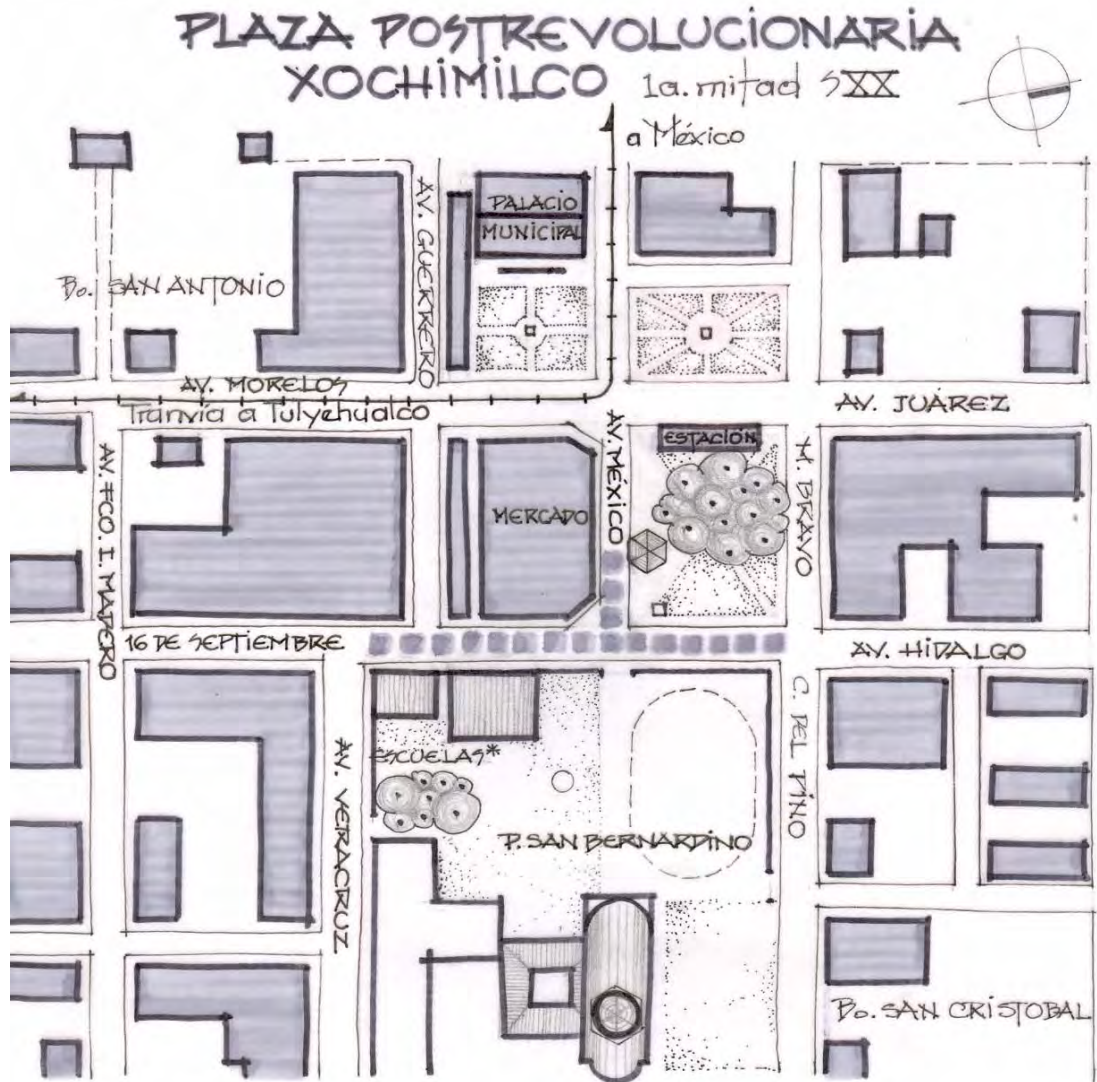 PLAZA POSTREVOLUCIONARIA
XOCHIMILCO 1a. mitad SXX
a México
AV. GUERRERO
PALACIO
MUNICIPAL
Bo. SAN ANTONIO
AV. MORELOS
Tranvía a Tulyehualco
AV. JUÁREZ
AV. FCO. I. MADERO
MERCADO
AV. MÉXICO
ESTACIÓN
M. BRAVO
16 DE SEPTIEMBRE
AV. HIDALGO
AV. VERACRUZ
ESCUELAS*
C. DEL PINO
P. SAN BERNARDINO
Bo. SAN CRISTOBAL